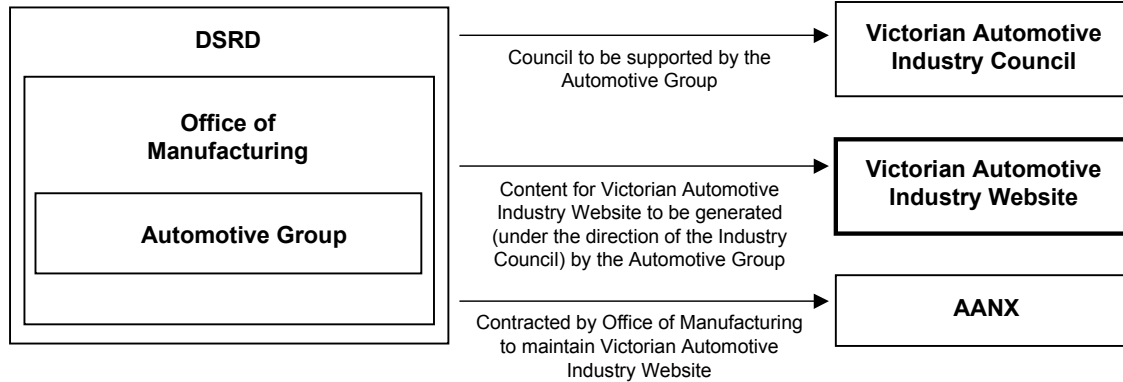 DSRD
Office of
Manufacturing
Automotive Group
Council to be supported by the
Automotive Group
Victorian Automotive
Industry Council
Content for Victorian Automotive
Industry Website to be generated
(under the direction of the Industry
Council) by the Automotive Group
Victorian Automotive
Industry Website
Contracted by Office of Manufacturing
to maintain Victorian Automotive
Industry Website
AANX